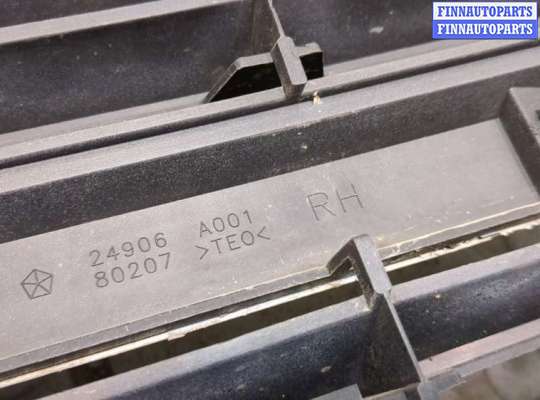 FINNAUTOPARTS
FINNAUTOPARTS
24906 A001 RH
80207 >TEO<